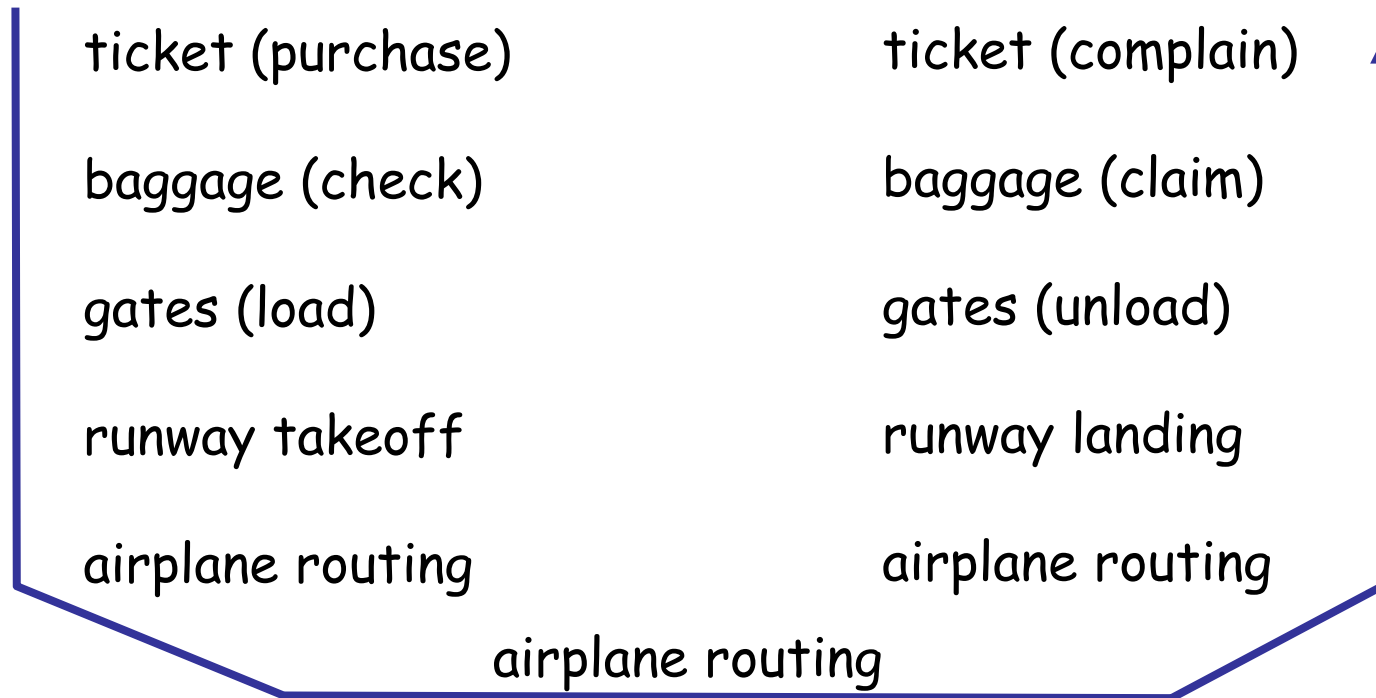 ticket (purchase)
baggage (check)
gates (load)
runway takeoff
airplane routing
ticket (complain)
baggage (claim)
gates (unload)
runway landing
airplane routing
airplane routing